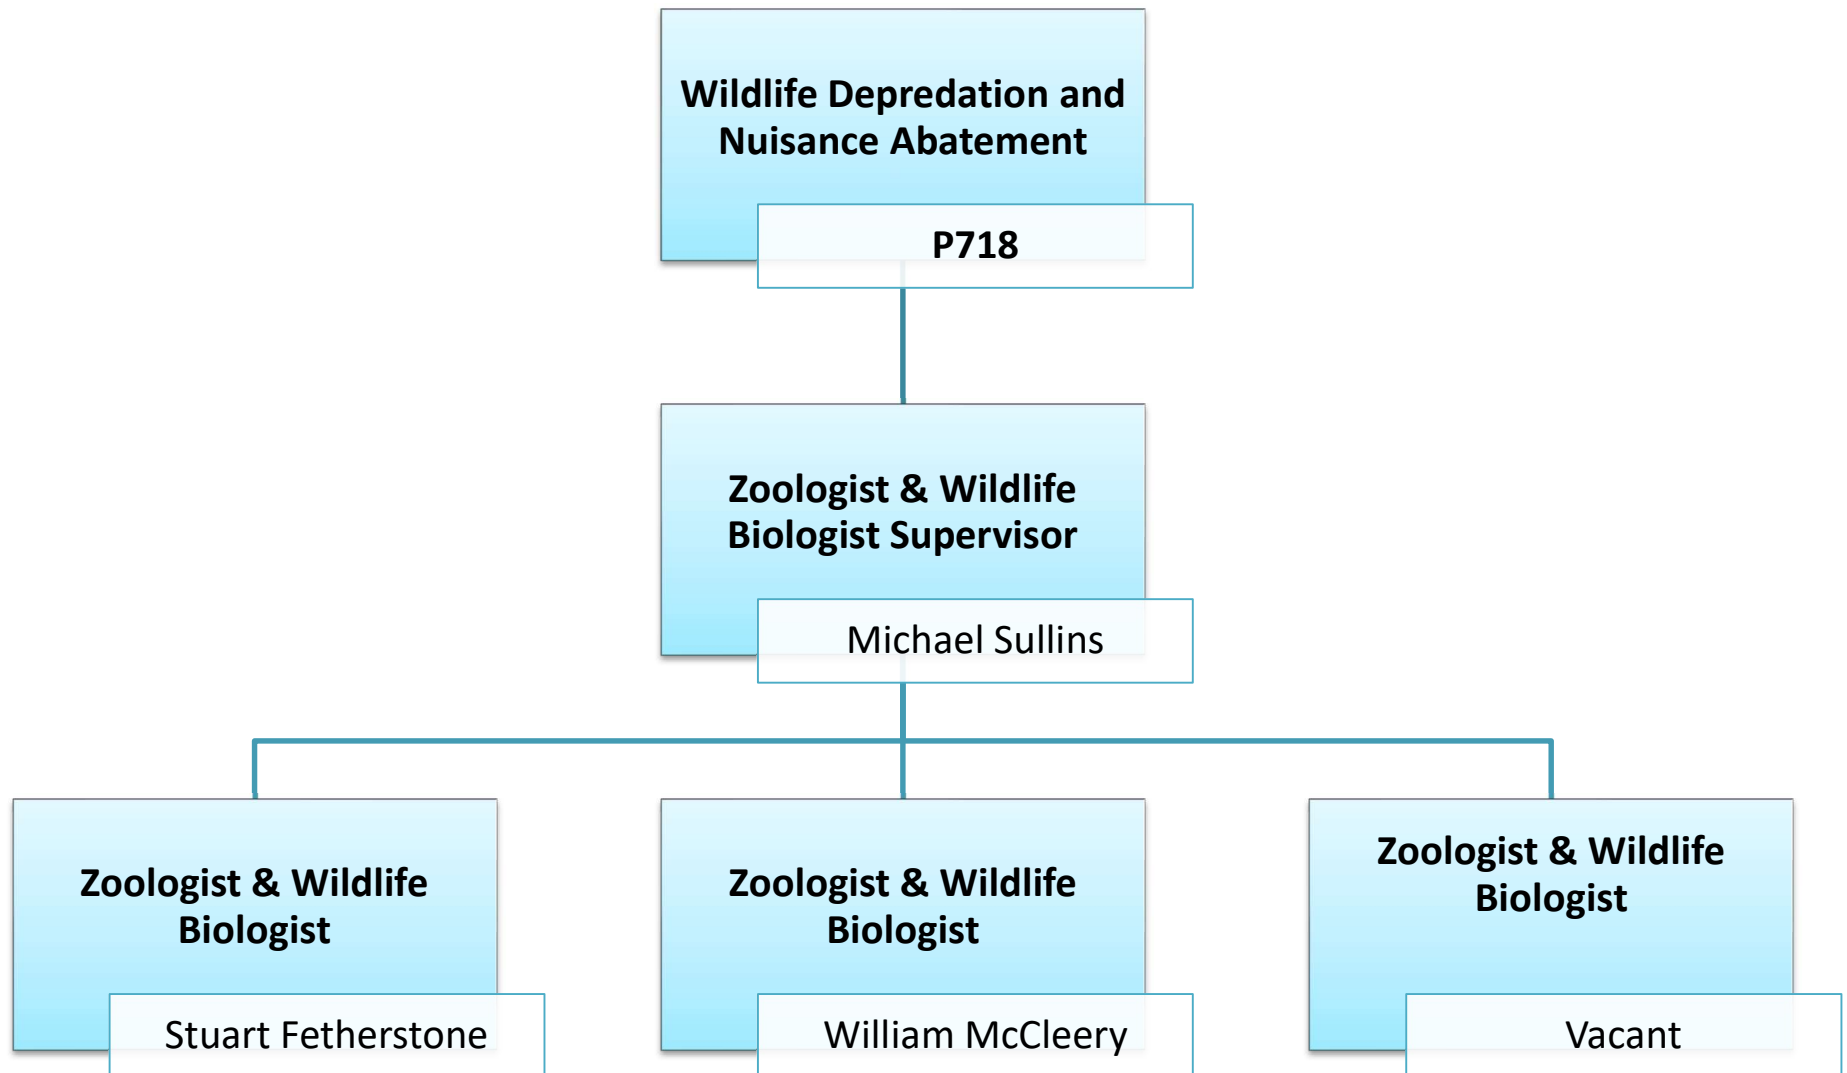 Wildlife Depredation and
Nuisance Abatement
P718
Zoologist & Wildlife
Biologist Supervisor
Michael Sullins
Zoologist & Wildlife
Biologist
Stuart Fetherstone
Zoologist & Wildlife
Biologist
William McCleery
Zoologist & Wildlife
Biologist
Vacant